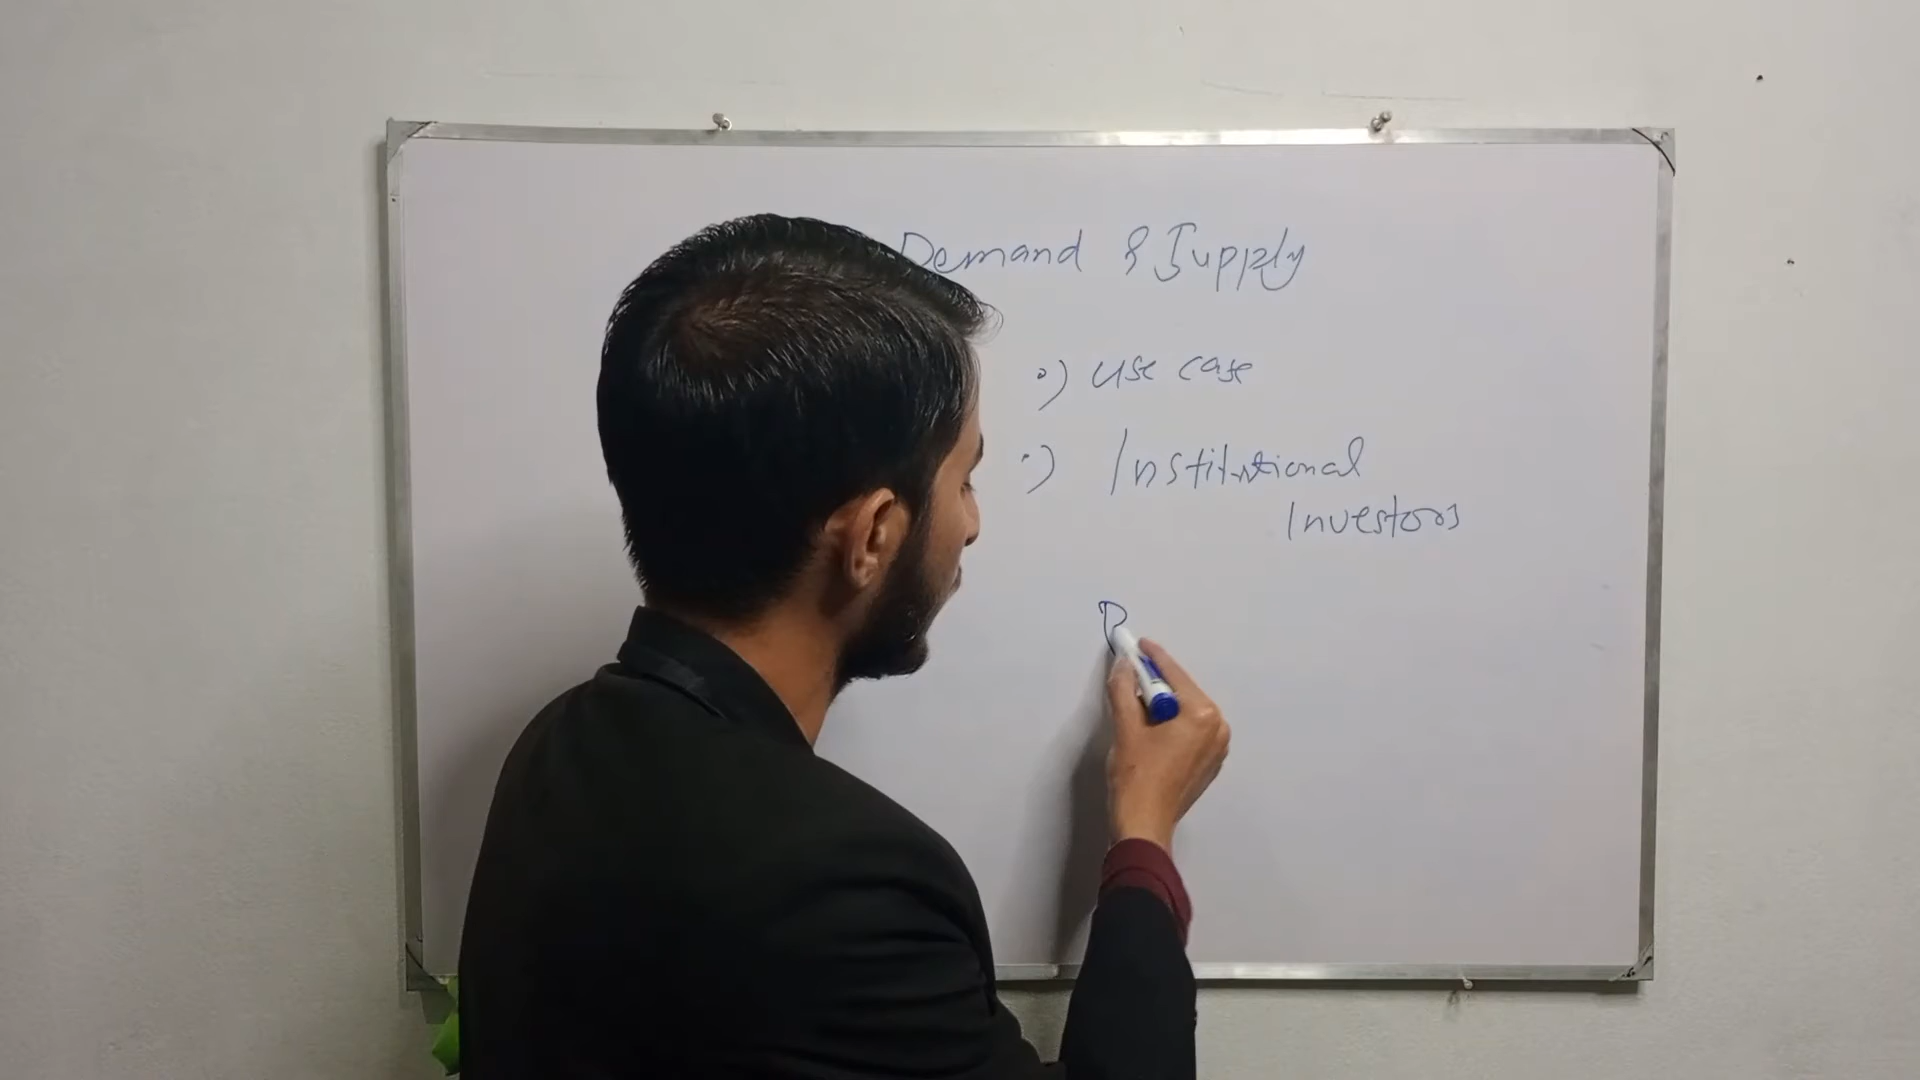 Demand & Supply
•) use case
•) Institutional
Investors